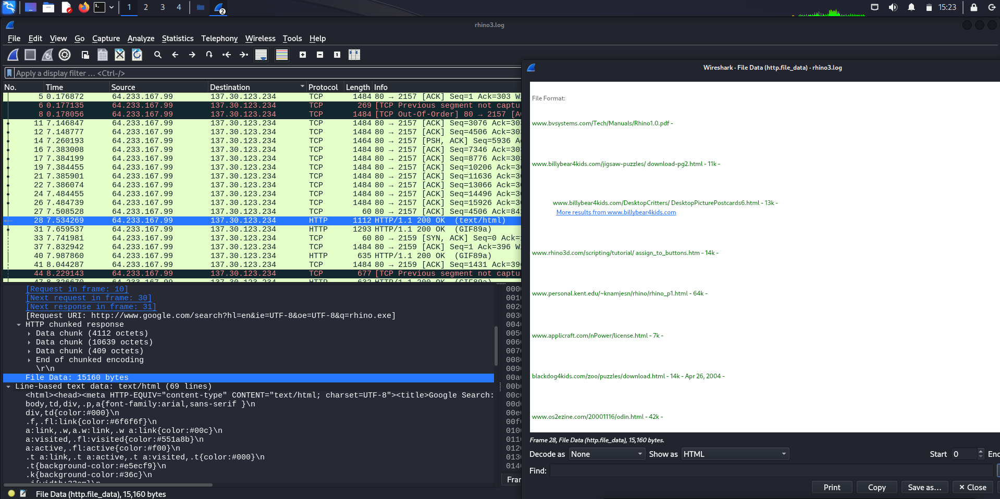 1 2 3 4 2 15:23
rhino3.log
File Edit View Go Capture Analyze Statistics Telephony Wireless Tools Help
Apply a display filter ... <Ctrl-/>
No. Time Source Destination Protocol Length Info
5 0.176872 64.233.167.99 137.30.123.234 TCP 1484 80 → 2157 [ACK] Seq=1 Ack=303
6 0.177135 64.233.167.99 137.30.123.234 TCP 269 [TCP Previous segment not captu
8 0.178056 64.233.167.99 137.30.123.234 TCP 1484 [TCP Out-Of-Order] 80 → 2157
11 7.146847 64.233.167.99 137.30.123.234 TCP 1484 80 → 2157 [ACK] Seq=3076 Ack=30
12 7.148777 64.233.167.99 137.30.123.234 TCP 1484 80 → 2157 [ACK] Seq=4506 Ack=30
14 7.260193 64.233.167.99 137.30.123.234 TCP 1464 80 → 2157 [PSH, ACK] Seq=5936
16 7.383008 64.233.167.99 137.30.123.234 TCP 1484 80 → 2157 [ACK] Seq=7346 Ack=30
17 7.384199 64.233.167.99 137.30.123.234 TCP 1484 80 → 2157 [ACK] Seq=8776 Ack=30
19 7.384455 64.233.167.99 137.30.123.234 TCP 1484 80 → 2157 [ACK] Seq=10206 Ack=3
21 7.385901 64.233.167.99 137.30.123.234 TCP 1484 80 → 2157 [ACK] Seq=11636 Ack=3
22 7.386074 64.233.167.99 137.30.123.234 TCP 1484 80 → 2157 [ACK] Seq=13066 Ack=3
24 7.484455 64.233.167.99 137.30.123.234 TCP 1484 80 → 2157 [ACK] Seq=14496 Ack=3
26 7.484739 64.233.167.99 137.30.123.234 TCP 1484 80 → 2157 [ACK] Seq=15926 Ack=3
27 7.508528 64.233.167.99 137.30.123.234 TCP 60 80 → 2157 [ACK] Seq=4506 Ack=84
28 7.534269 64.233.167.99 137.30.123.234 HTTP 1112 HTTP/1.1 200 OK (text/html)
31 7.659537 64.233.167.99 137.30.123.234 HTTP 1293 HTTP/1.1 200 OK (GIF89a)
33 7.741981 64.233.167.99 137.30.123.234 TCP 60 80 → 2159 [SYN, ACK] Seq=0 Ack=
37 7.832942 64.233.167.99 137.30.123.234 TCP 1484 80 → 2159 [ACK] Seq=1 Ack=396
40 7.987860 64.233.167.99 137.30.123.234 HTTP 635 HTTP/1.1 200 OK (GIF89a)
41 8.044287 64.233.167.99 137.30.123.234 TCP 1484 80 → 2159 [ACK] Seq=1431 Ack=39
44 8.229143 64.233.167.99 137.30.123.234 TCP 677 [TCP Previous segment not captu
47 8.326670 64.233.167.99 137.30.123.234 HTTP 632 HTTP/1.1 200 OK (GIF89a)
[Request in frame: 10]
[Next request in frame: 30]
[Next response in frame: 31]
[Request URI: http://www.google.com/search?hl=en&ie=UTF-8&oe=UTF-8&q=rhino.exe]
HTTP chunked response
Data chunk (4112 octets)
Data chunk (10639 octets)
Data chunk (409 octets)
End of chunked encoding
\r\n
File Data: 15160 bytes
Line-based text data: text/html (69 lines)
<html><head><meta HTTP-EQUIV="content-type" CONTENT="text/html; charset=UTF-8"><title>Google Search:
body,td,div,.p,a{font-family:arial,sans-serif }\n
div,td{color:#000}\n
.f,.fl:link{color:#6f6f6f}\n
a:link,.w,a.w:link,.w a:link{color:#00c}\n
a:visited,.fl:visited{color:#551a8b}\n
a:active,.fl:active{color:#f00}\n
.t a:link,.t a:active,.t a:visited,.t{color:#000}\n
.t{background-color:#e5ecf9}\n
.k{background-color:#36c}\n
000
001
002
003
004
005
006
007
008
009
00a
00b
00c
00d
00e
00f
010
011
012
013
014
Fra
File Data (http.file_data), 15,160 bytes
Wireshark · File Data (http.file_data) · rhino3.log
File Format:
www.bvsystems.com/Tech/Manuals/Rhino1.0.pdf -
www.billybear4kids.com/jigsaw-puzzles/ download-pg2.html - 11k -
www.billybear4kids.com/DesktopCritters/ DesktopPicturePostcards6.html - 13k -
More results from www.billybear4kids.com
www.rhino3d.com/scripting/tutorial/ assign_to_buttons.htm - 14k -
www.personal.kent.edu/~knamjesn/rhino/rhino_p1.html - 64k -
www.applicraft.com/nPower/license.html - 7k -
blackdog4kids.com/zoo/puzzles/download.html - 14k - Apr 26, 2004 -
www.os2ezine.com/20001116/odin.html - 42k -
Frame 28, File Data (http.file_data), 15,160 bytes.
Decode as None Show as HTML Start 0 End
Find:
Print Copy Save as… Close